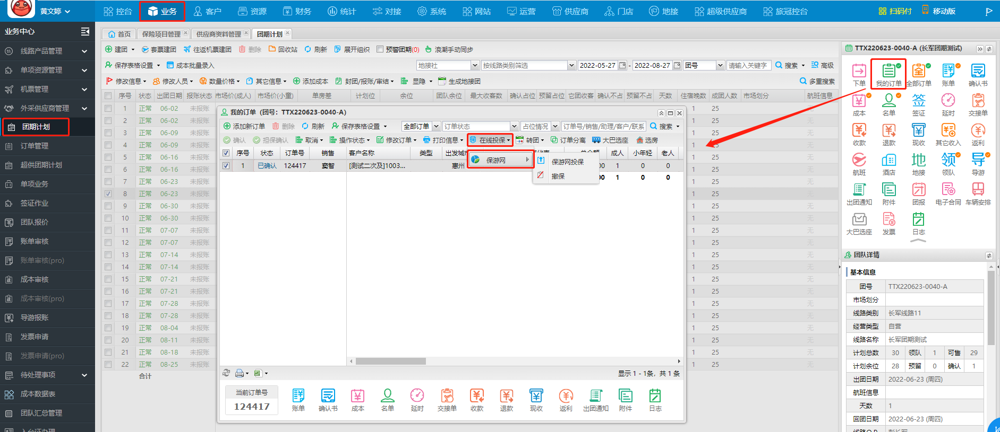 黄文婷
控台 业务 客户 资源 财务 统计 对接 系统 网站 运营 供应商 门店 地接 超级供应商 旅冠控台 扫码付 移动版
业务中心
线路产品管理
单项资源管理
机票管理
外采供应商管理
团期计划
订单管理
超供团期计划
单项业务
签证作业
团队报价
账单审核
账单审核(pro)
成本审核
成本审核(pro)
导游报账
发票申请
发票申请(pro)
待处理事项
成本数据表
团队汇总管理
首页 保险项目管理 供应商资料管理 团期计划
建团 套票建团 往返机票建团 删除 回收站 刷新 展开组织 预警团期(0) 浪潮手动同步
保存表格设置 成本批量录入 地接社 按线路类别筛选 2022-05-27 - 2022-08-27 团号 请输入关键字 搜索 高级
修改信息 修改人员 数量价格 其它信息 添加成本 封团/报账/审结 显隐 生成地接团 多重搜索
序号 状态 出团日期 报账状态 市场价(成人) 市场价(小童) 单房差 计划位 余位 团队余位 最大收客数 确认占位 预留占位 它团收客 确认不占 预留不占 天数 住宿晚数 成团人数 市场划分 航班信息
1 正常 06-02 未报账 1 25 无
2 正常 06-02 未报账 1 25 无
3 正常 06-09 未报账 1 25 无
4 正常 06-09 未报账 1 25 无
5 正常 06-16 未报账 1 25 无
6 正常 06-16 未报账 1 25 无
7 正常 06-23 未报账 1 25 无
8 正常 06-23 未报账 1 25 无
9 正常 06-30 未报账 1 25 无
10 正常 06-30 未报账 1 25 无
11 正常 07-07 未报账 1 25 无
12 正常 07-07 未报账 1 25 无
13 正常 07-14 未报账 1 25 无
14 正常 07-14 未报账 1 25 无
15 正常 07-21 未报账 1 25 无
16 正常 07-21 未报账 1 25 无
17 正常 07-28 未报账 1 25 无
18 正常 07-28 未报账 1 25 无
19 正常 08-04 未报账 1 25 无
20 正常 08-11 未报账 1 25 无
21 正常 08-18 未报账 1 25 无
22 正常 08-25 未报账 1 25 无
合计
我的订单 (团号：TTX220623-0040-A)
添加新订单 删除 刷新 保存表格设置 全部订单 订单状态 占位情况 订单号/销售/助理/客户/联系 搜索
确认 担保确认 取消 操作状态 修改订单 打印信息 在线投保 转团 订单分离 大巴选座 选房
序号 状态 订单号 销售 客户名称 类型 出发城市 成人 小年轻 老人
1 已确认 124417 窦智 [测试二次及]1003... 惠州 00 1 0 0
00 1 0 0
保游网
保游网投保
撤保
显示 1 - 1条，共 1 条
当前订单号
124417
账单 确认书 成本 名单 延时 交接单 收款 退款 现收 返利 出团通知 附件 日志
TTX220623-0040-A (长军团期测试)
下单 我的订单 全部订单 账单 确认书
成本 名单 签证 延时 交接单
签
收款 退款 现收 其它收入 返利
航班 酒店 地接 领队 导游
地 领 导
出团通知 附件 团报 电子合同 车辆安排
大巴选座 发票 日志
团队详情
基本信息
团号 TTX220623-0040-A
市场划分
线路类别 长军线路11
经营类型 自营
线路名称 长军团期测试
计划总数 30 领队 1 可售 29
计划余位 28 预留 0 确认 1
出团日期 2022-06-23 (周四)
航班信息
天数 1
回团日期 2022-06-23 (周四)